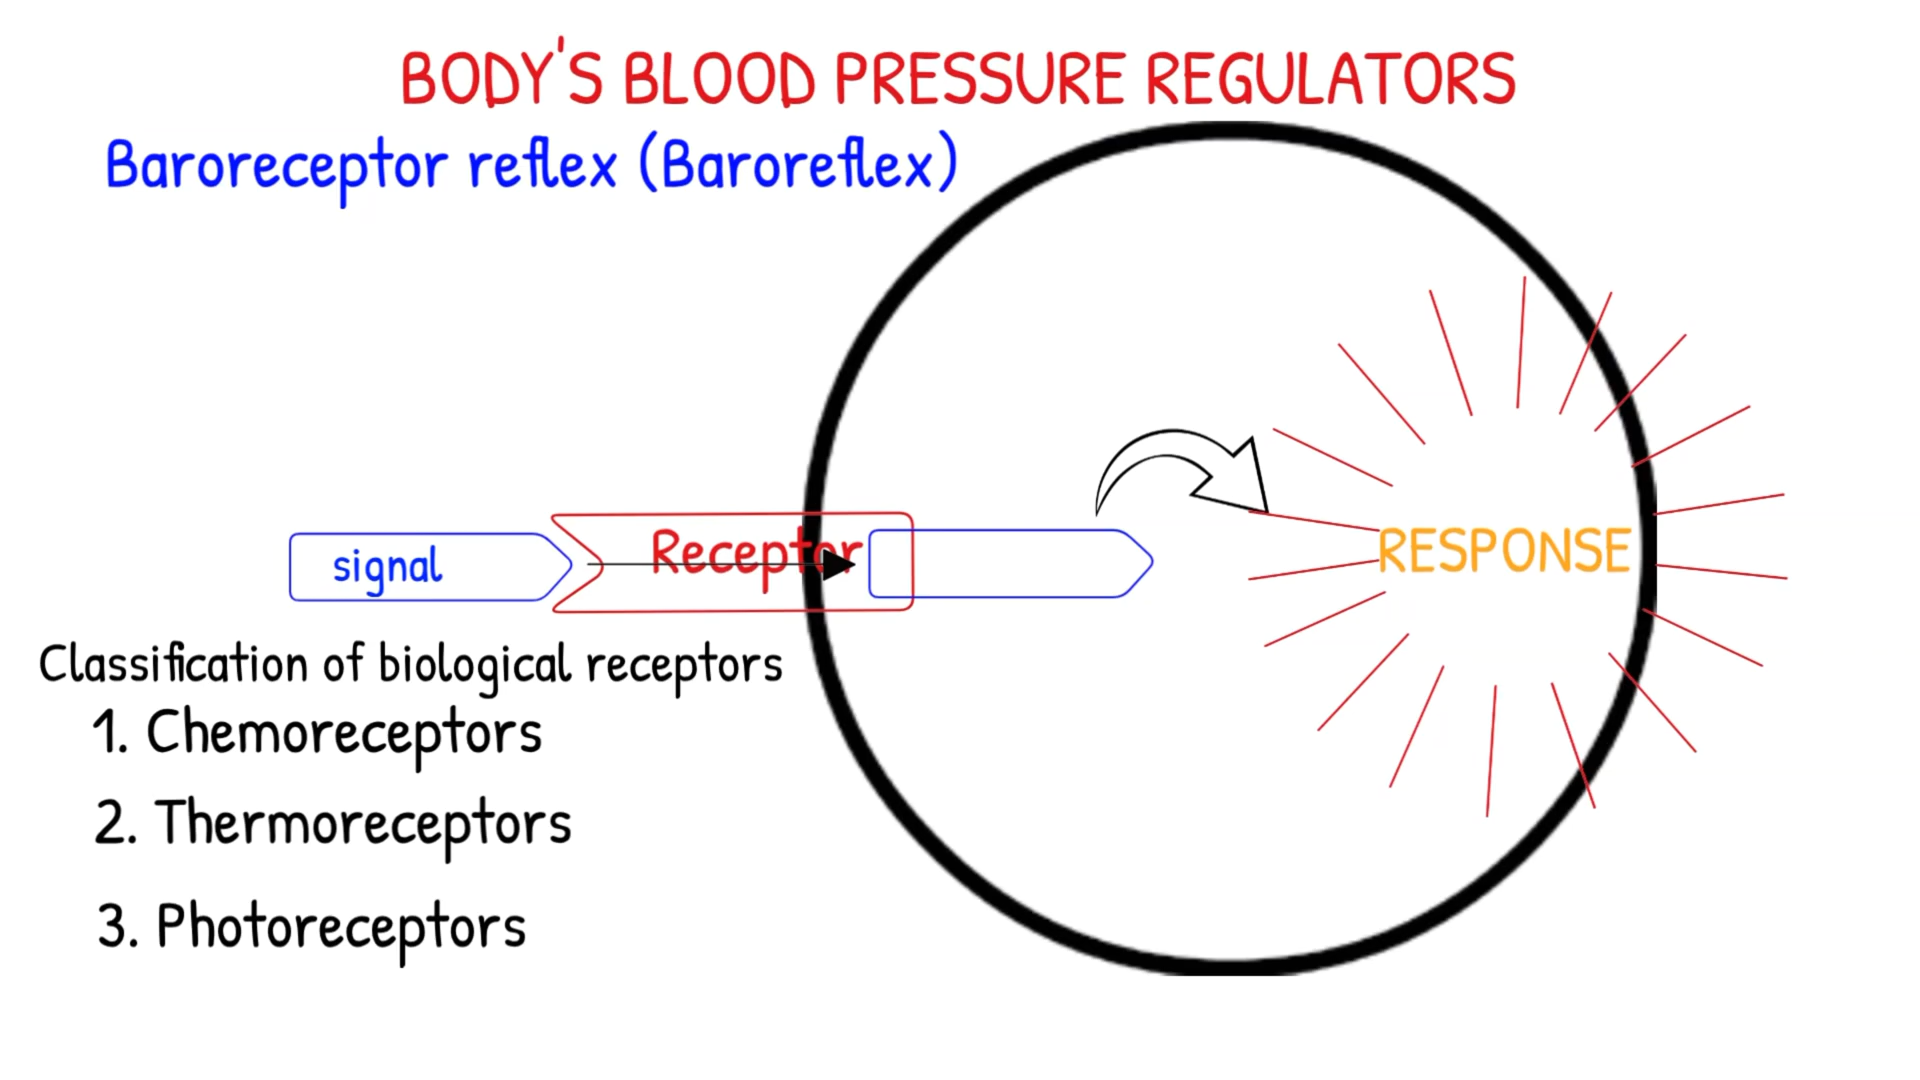 BODY'S BLOOD PRESSURE REGULATORS
Baroreceptor reflex (Baroreflex)
signal
Receptor
RESPONSE
Classification of biological receptors
1. Chemoreceptors
2. Thermoreceptors
3. Photoreceptors